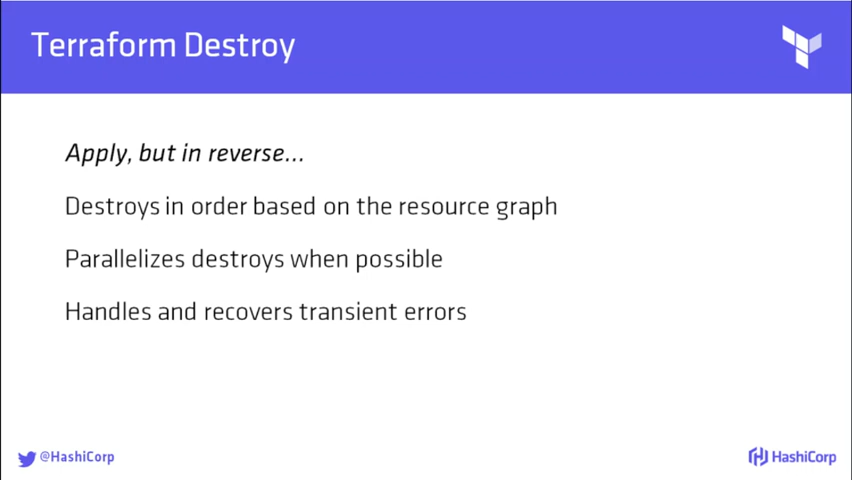 Terraform Destroy
Apply, but in reverse...
Destroys in order based on the resource graph
Parallelizes destroys when possible
Handles and recovers transient errors
@HashiCorp
HashiCorp